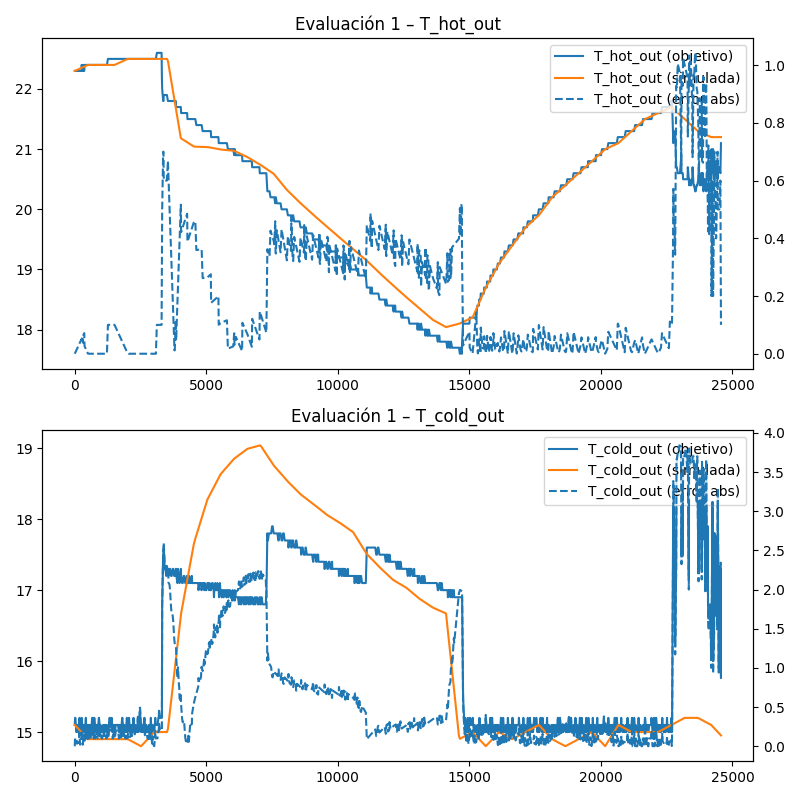 Evaluación 1 – T_hot_out
T_hot_out (objetivo)
T_hot_out (simulada)
T_hot_out (error abs)
22
21
20
19
18
1.0
0.8
0.6
0.4
0.2
0.0
0 5000 10000 15000 20000 25000
Evaluación 1 – T_cold_out
T_cold_out (objetivo)
T_cold_out (simulada)
T_cold_out (error abs)
19
18
17
16
15
4.0
3.5
3.0
2.5
2.0
1.5
1.0
0.5
0.0
0 5000 10000 15000 20000 25000